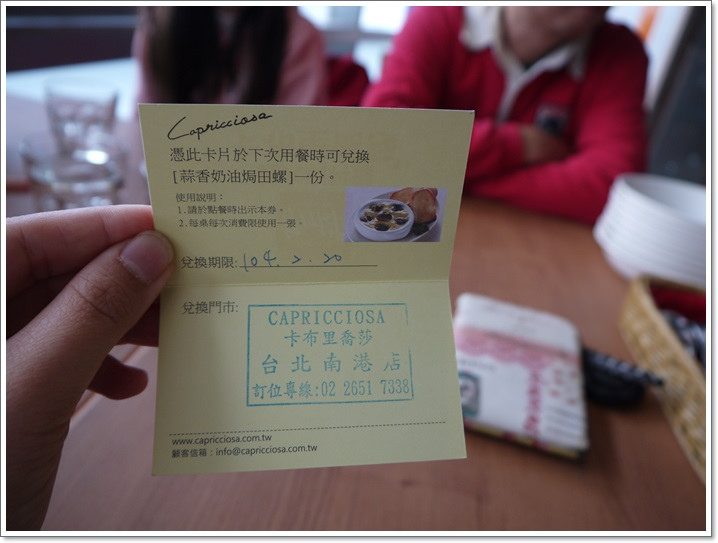 Capricciosa
憑此卡片於下次用餐時可兌換
[蒜香奶油焗田螺]一份。
使用說明：
1.請於點餐時出示本券。
2.每桌每次消費限使用一張。
兌換期限:104.2.20
兌換門市:
CAPRICCIOSA
卡布里喬莎
台北南港店
訂位專線:02 2651 7338
www.capricciosa.com.tw
顧客信箱：info@capricciosa.com.tw